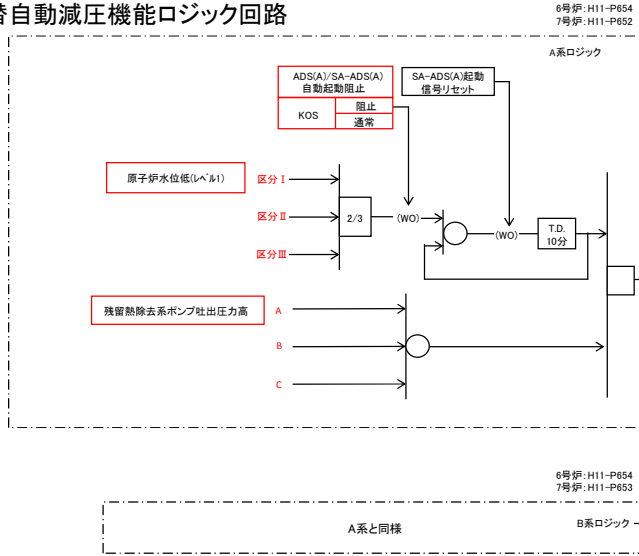 替自動減圧機能ロジック回路
6号炉:H11-P654
7号炉:H11-P652
A系ロジック
ADS(A)/SA-ADS(A)
自動起動阻止
KOS
阻止
通常
SA-ADS(A)起動
信号リセット
原子炉水位低(レベル1)
区分Ⅰ
区分Ⅱ
区分Ⅲ
2/3
(WO)
(WO)
T.D.
10分
残留熱除去系ポンプ吐出圧力高
A
B
C
6号炉:H11-P654
7号炉:H11-P653
A系と同様
B系ロジック